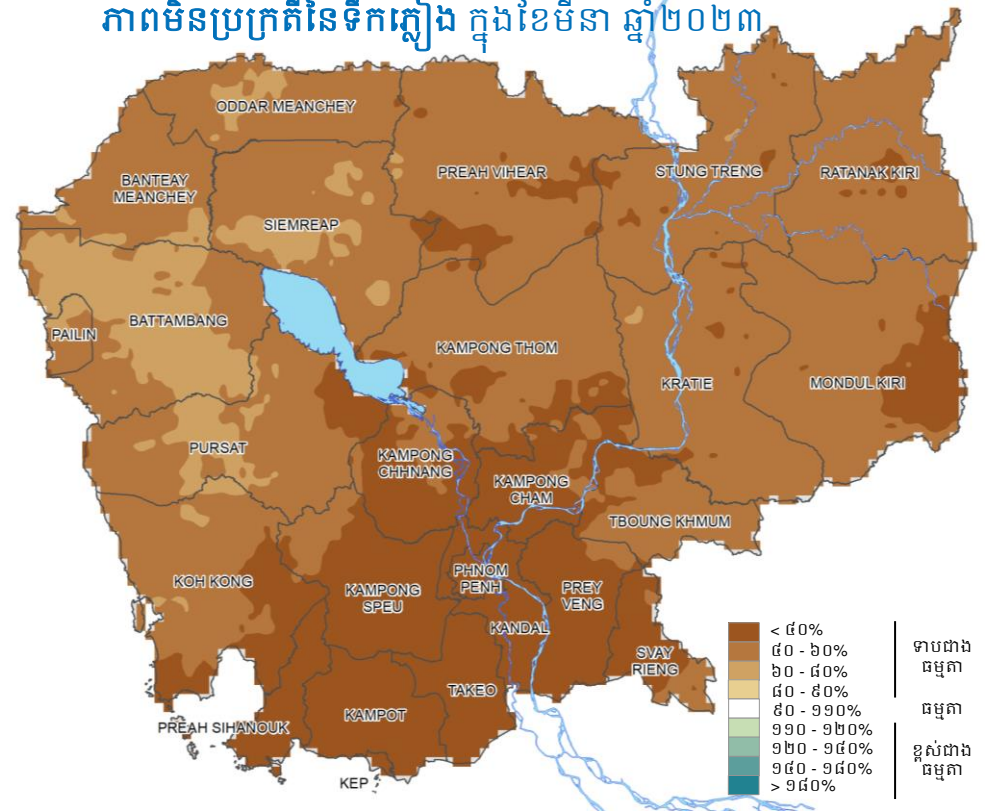 ភាពមិនប្រក្រតីនៃទឹកភ្លៀង ក្នុងខែមីនា ឆ្នាំ២០២៣
ODDAR MEANCHEY
BANTEAY
MEANCHEY
PREAH VIHEAR
STUNG TRENG
RATANAK KIRI
SIEMREAP
PAILIN
BATTAMBANG
KAMPONG THOM
KRATIE
MONDUL KIRI
PURSAT
KAMPONG
CHHNANG
KAMPONG
CHAM
TBOUNG KHMUM
KOH KONG
KAMPONG
SPEU
PHNOM
PENH
PREY
VENG
KANDAL
SVAY
RIENG
TAKEO
PREAH SIHANOUK
KAMPOT
KEP
< ៤០%
៤០ - ៦០%
៦០ - ៨០%
៨០ - ៩០%
៩០ - ១១០%
១១០ - ១២០%
១២០ - ១៤០%
១៤០ - ១៨០%
> ១៨០%
ទាបជាង
ធម្មតា
ធម្មតា
ខ្ពស់ជាង
ធម្មតា